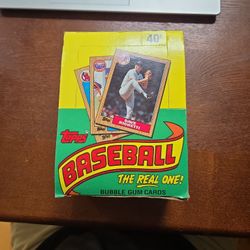 40¢
Topps
BASEBALL
THE REAL ONE!
BUBBLE GUM CARDS